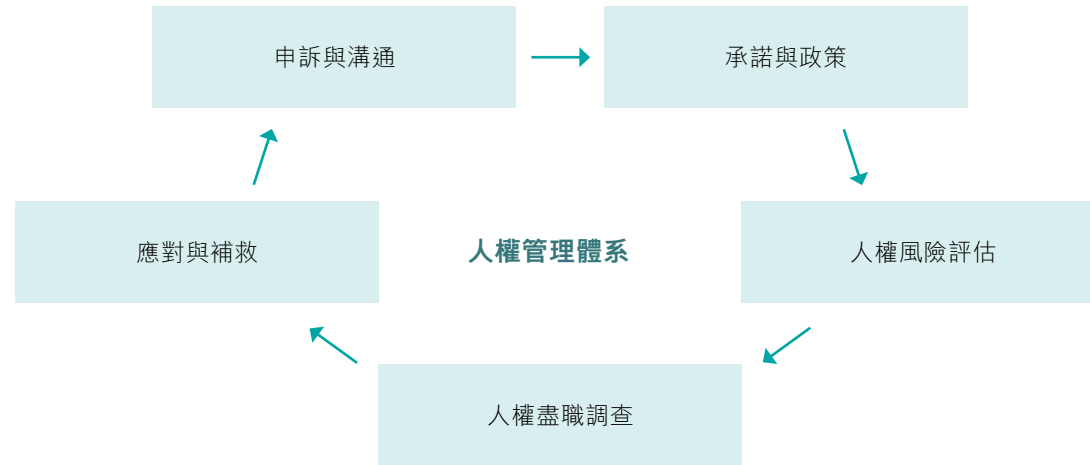 申訴與溝通
承諾與政策
應對與補救
人權管理體系
人權風險評估
人權盡職調查